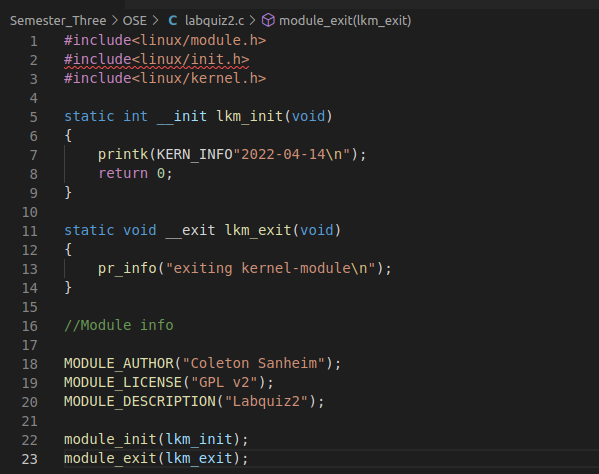 Semester_Three > OSE > C labquiz2.c > module_exit(lkm_exit)
1 #include<linux/module.h>
2 #include<linux/init.h>
3 #include<linux/kernel.h>
4
5 static int __init lkm_init(void)
6 {
7     printk(KERN_INFO"2022-04-14\n");
8     return 0;
9 }
10
11 static void __exit lkm_exit(void)
12 {
13     pr_info("exiting kernel-module\n");
14 }
15
16 //Module info
17
18 MODULE_AUTHOR("Coleton Sanheim");
19 MODULE_LICENSE("GPL v2");
20 MODULE_DESCRIPTION("Labquiz2");
21
22 module_init(lkm_init);
23 module_exit(lkm_exit);